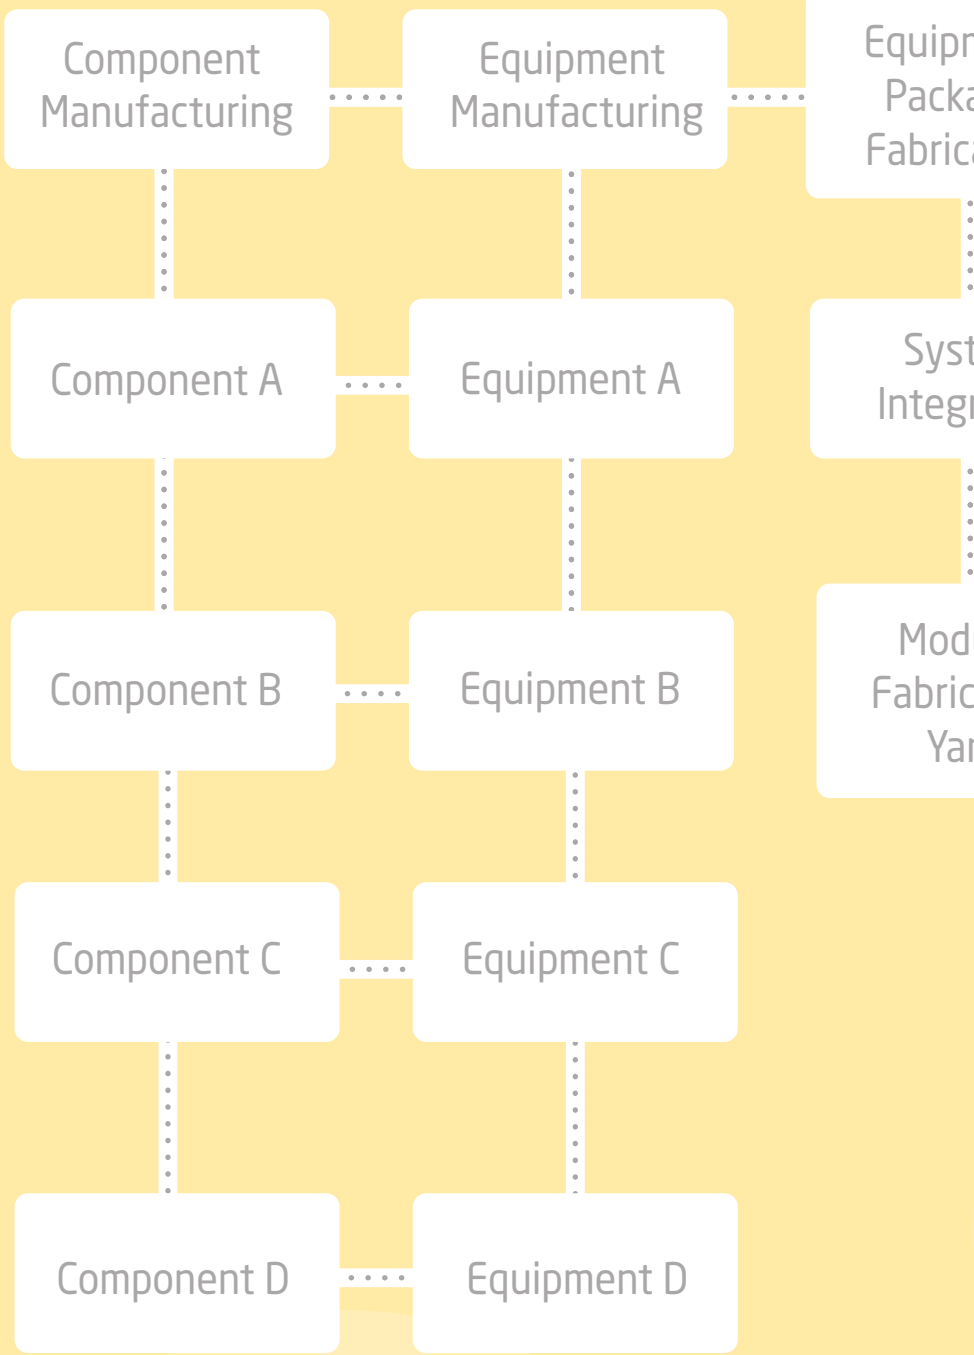 Component
Manufacturing
Equipment
Manufacturing
Component A
Equipment A
Component B
Equipment B
Component C
Equipment C
Component D
Equipment D